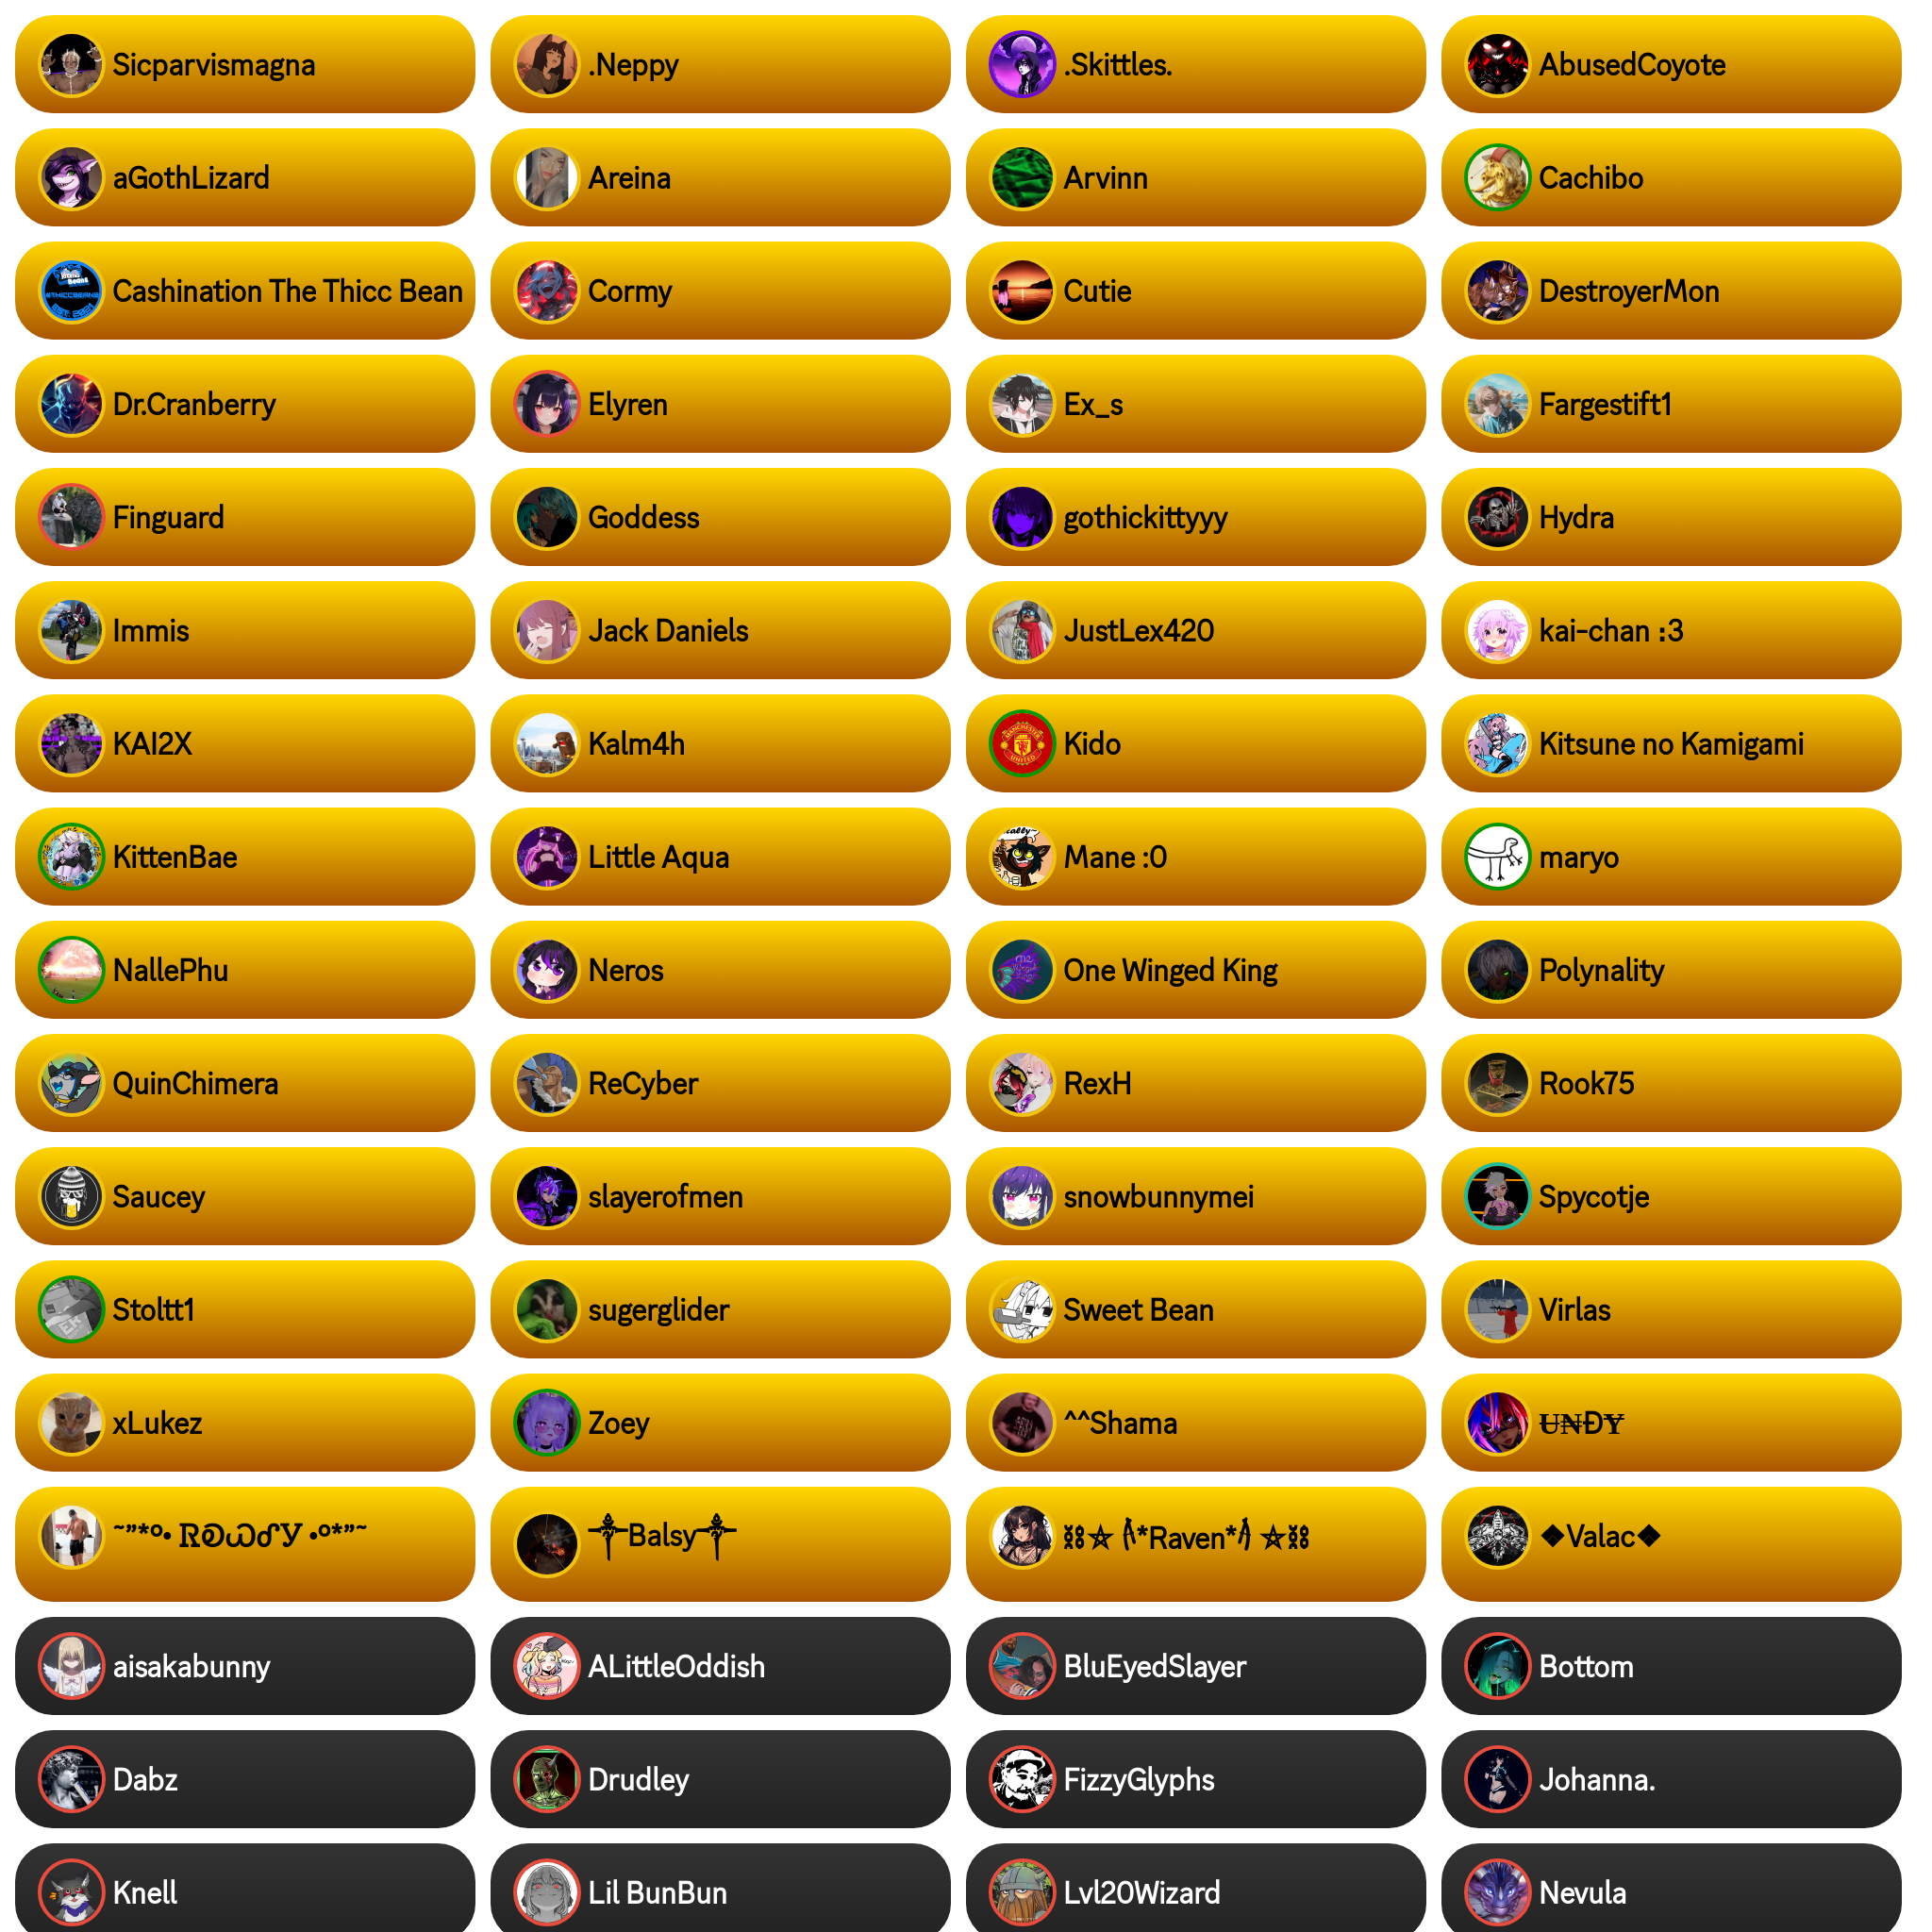 Sicparvismagna
.Neppy
.Skittles.
AbusedCoyote
aGothLizard
Areina
Arvinn
Cachibo
Cashination The Thicc Bean
Cormy
Cutie
DestroyerMon
Dr.Cranberry
Elyren
Ex_s
Fargestift1
Finguard
Goddess
gothickittyyy
Hydra
Immis
Jack Daniels
JustLex420
kai-chan :3
KAI2X
Kalm4h
MANCHESTER
UNITED
Kido
Kitsune no Kamigami
KittenBae
Little Aqua
Mane :0
maryo
NallePhu
Neros
One Winged King
Polynality
QuinChimera
ReCyber
RexH
Rook75
Saucey
slayerofmen
snowbunnymei
Spycotje
Stoltt1
sugerglider
Sweet Bean
Virlas
xLukez
Zoey
^^Shama
U̶N̶ĐɎ
~”*°• ƦᎧᏇᎴᎩ •°*”~
༒Balsy༒
⛓⛤𓆩*Raven*𓆪⛤⛓
◆Valac◆
aisakabunny
ALittleOddish
BluEyedSlayer
Bottom
Dabz
Drudley
FizzyGlyphs
Johanna.
Knell
Lil BunBun
Lvl20Wizard
Nevula